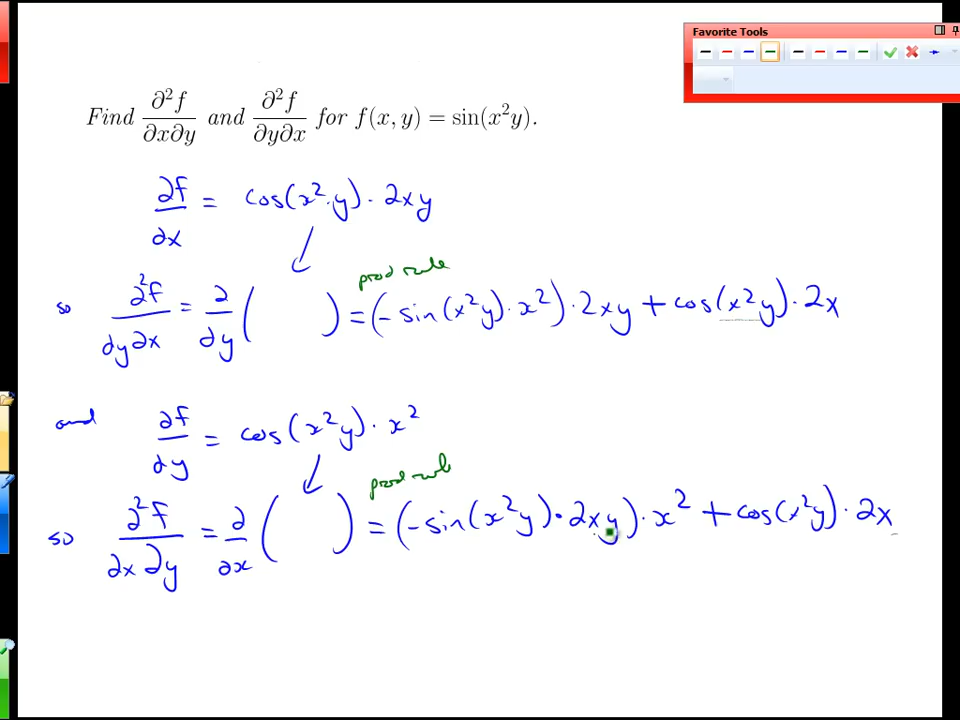 Favorite Tools
Find ∂²f/∂x∂y and ∂²f/∂y∂x for f(x, y) = sin(x²y).
∂f/∂x = cos(x²y) · 2xy
prod rule
so ∂²f/∂y∂x = ∂/∂y ( ) = (-sin(x²y) · x²) · 2xy + cos(x²y) · 2x
and ∂f/∂y = cos(x²y) · x²
prod rule
so ∂²f/∂x∂y = ∂/∂x ( ) = (-sin(x²y) · 2xy) · x² + cos(x²y) · 2x